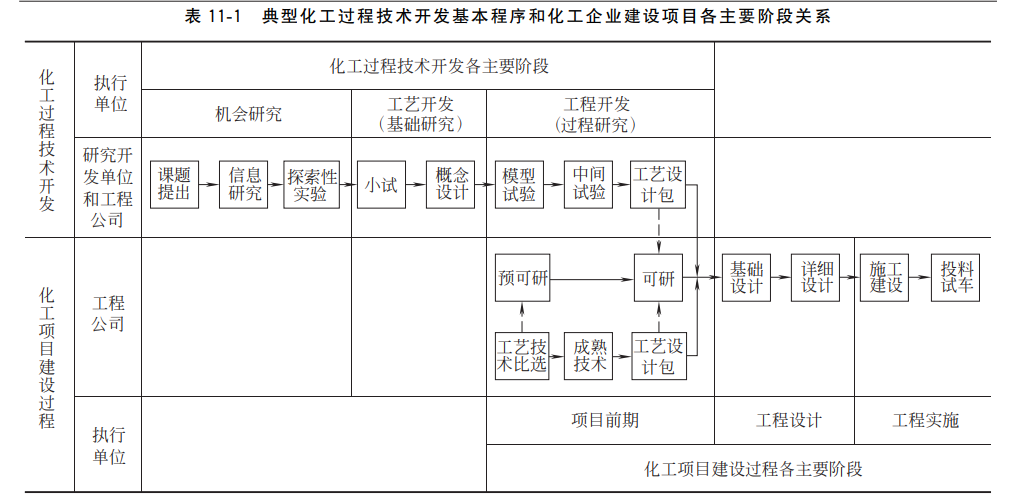 表 11-1 典型化工过程技术开发基本程序和化工企业建设项目各主要阶段关系
化工过程技术开发
执行
单位
化工过程技术开发各主要阶段
机会研究
工艺开发
（基础研究）
工程开发
（过程研究）
研究开
发单位
和工程
公司
课题
提出
信息
研究
探索性
实验
小试
概念
设计
模型
试验
中间
试验
工艺设
计包
化工项目建设过程
工程
公司
预可研
可研
基础
设计
详细
设计
施工
建设
投料
试车
工艺技
术比选
成熟
技术
工艺设
计包
执行
单位
项目前期
工程设计
工程实施
化工项目建设过程各主要阶段